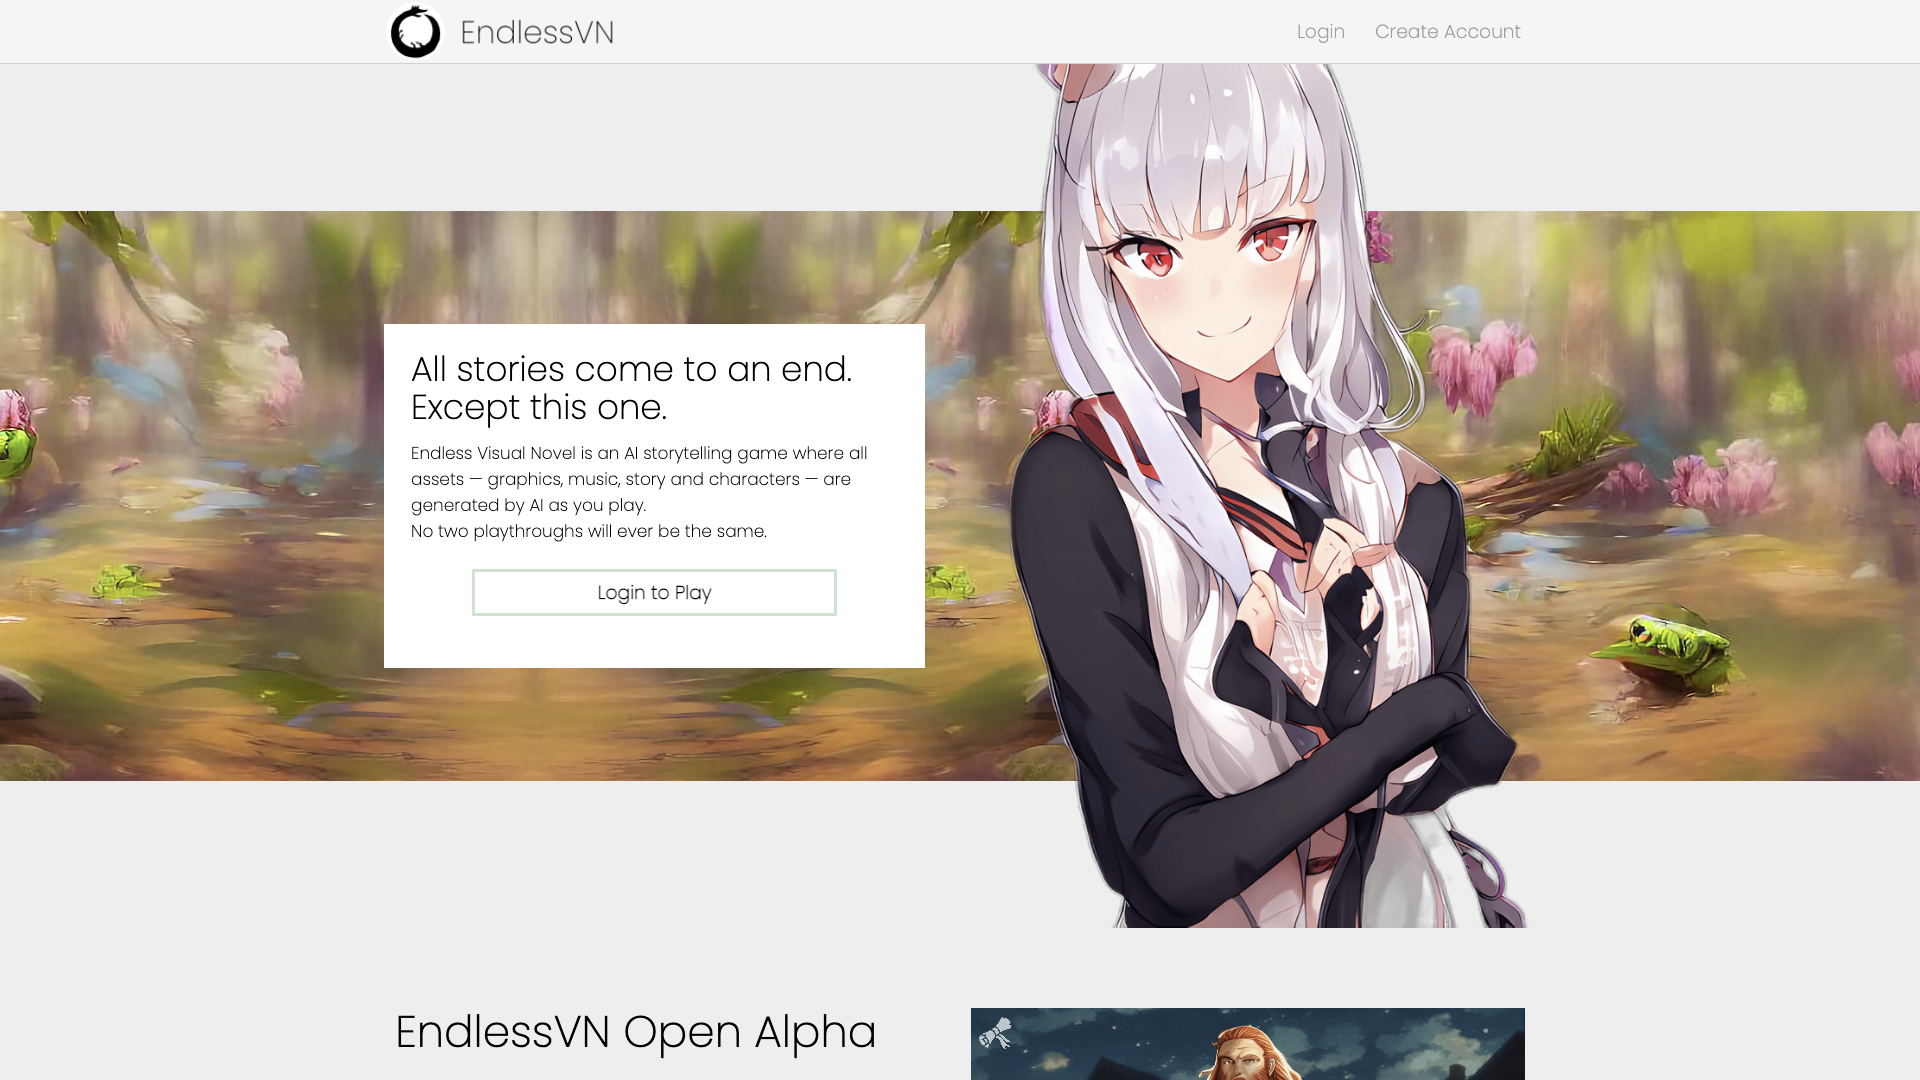 EndlessVN
Login
Create Account
All stories come to an end.
Except this one.
Endless Visual Novel is an AI storytelling game where all
assets — graphics, music, story and characters — are
generated by AI as you play.
No two playthroughs will ever be the same.
Login to Play
EndlessVN Open Alpha